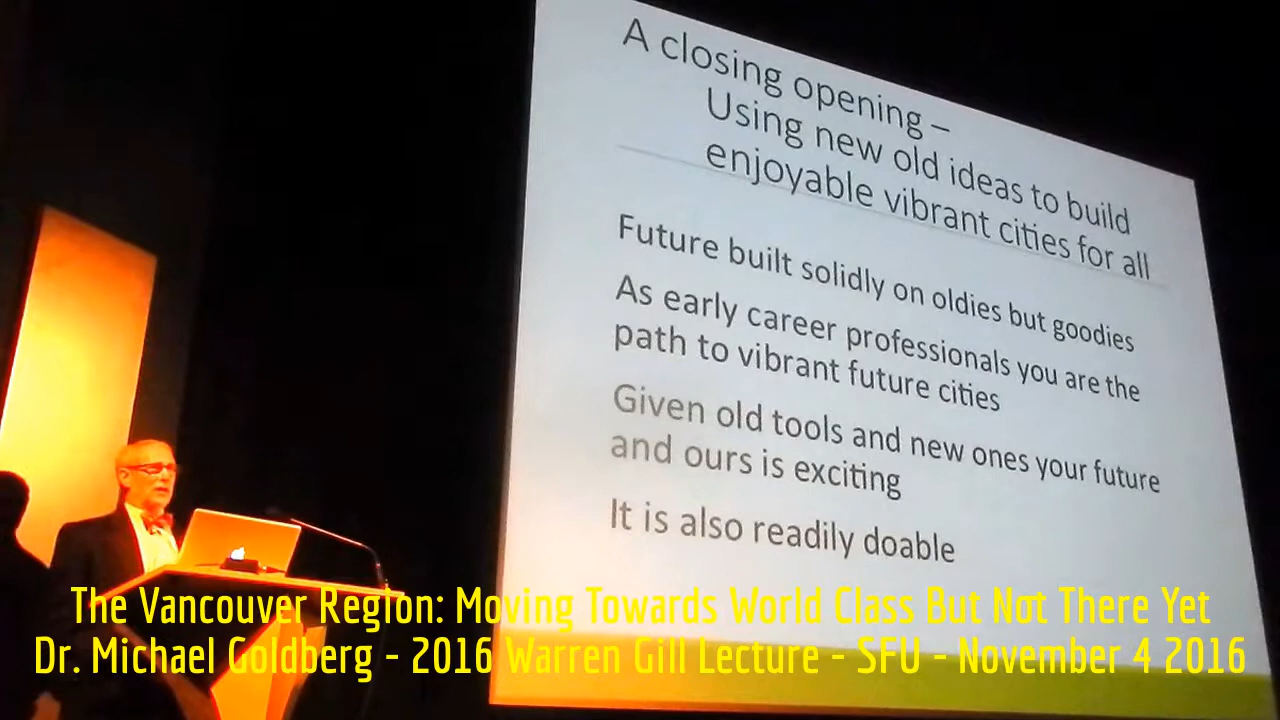 A closing opening –
Using new old ideas to build
enjoyable vibrant cities for all
Future built solidly on oldies but goodies
As early career professionals you are the
path to vibrant future cities
Given old tools and new ones your future
and ours is exciting
It is also readily doable
The Vancouver Region: Moving Towards World Class But Not There Yet
Dr. Michael Goldberg - 2016 Warren Gill Lecture - SFU - November 4 2016